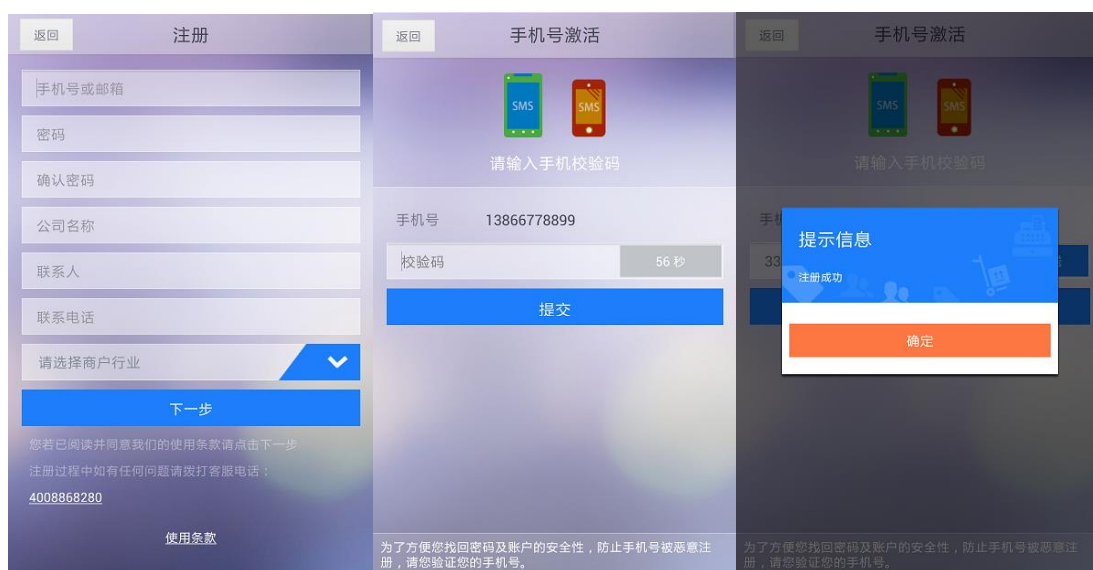 返回
注册
手机号或邮箱
密码
确认密码
公司名称
联系人
联系电话
请选择商户行业
下一步
您若已阅读并同意我们的使用条款请点击下一步
注册过程中如有任何问题请拨打客服电话：
4008868280
使用条款
返回
手机号激活
SMS
SMS
请输入手机校验码
手机号
13866778899
校验码
56 秒
提交
为了方便您找回密码及账户的安全性，防止手机号被恶意注
册，请您验证您的手机号。
返回
手机号激活
SMS
SMS
请输入手机校验码
手
33
提示信息
注册成功
确定
为了方便您找回密码及账户的安全性，防止手机号被恶意注
册，请您验证您的手机号。